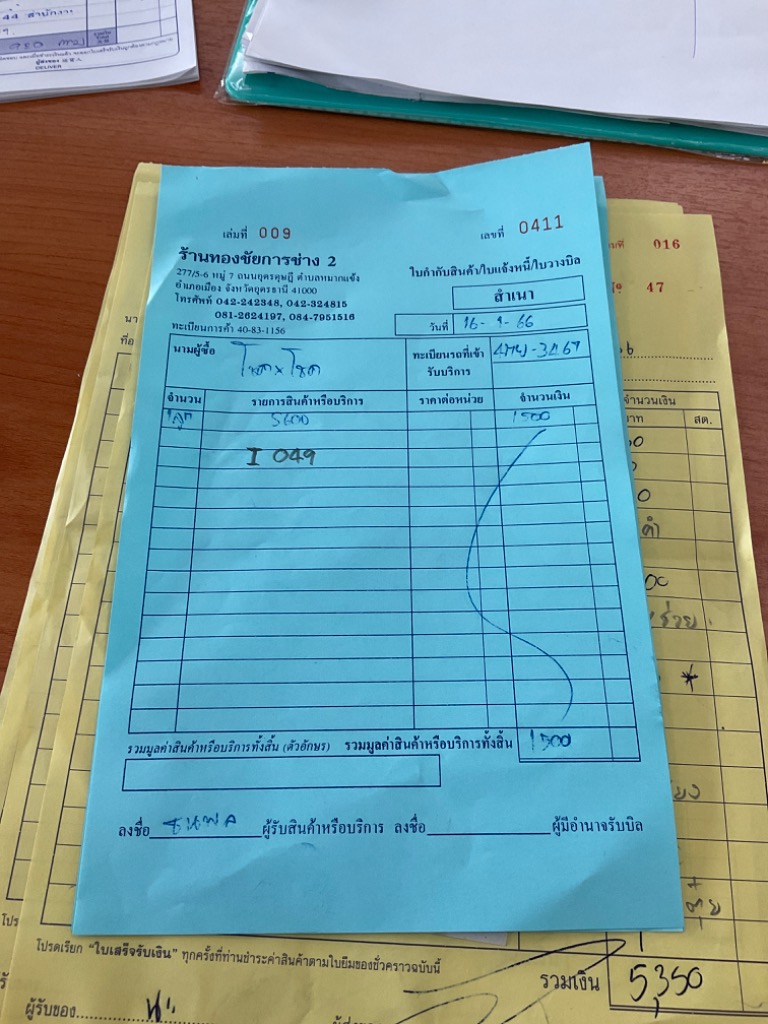 DELIVER
เล่มที่ 009
เลขที่ 0411
ร้านทองชัยการช่าง 2
277/5-6 หมู่ 7 ถนนยุตรดุษฎี ตำบลหมากแข้ง
อำเภอเมือง จังหวัดอุดรธานี 41000
โทรศัพท์ 042-242348, 042-324815
081-2624197, 084-7951516
ทะเบียนการค้า 40-83-1156
ใบกำกับสินค้า/ใบแจ้งหนี้/ใบวางบิล
สำเนา
วันที่ 16-9-66
นามผู้ซื้อ โชค x โชค
ทะเบียนรถที่เข้ารับบริการ
จำนวน รายการสินค้าหรือบริการ ราคาต่อหน่วย จำนวนเงิน
1 ลูก 5600 1500
I 049
รวมมูลค่าสินค้าหรือบริการทั้งสิ้น (ตัวอักษร) รวมมูลค่าสินค้าหรือบริการทั้งสิ้น 1500
ลงชื่อ ผู้รับสินค้าหรือบริการ ลงชื่อ ผู้มีอำนาจรับบิล
016
47
จำนวนเงิน
บาท สต.
โปรดเรียก "ใบเสร็จรับเงิน" ทุกครั้งที่ท่านชำระค่าสินค้าตามใบยืมของชั่วคราวฉบับนี้
รวมเงิน 5,350
ผู้รับของ